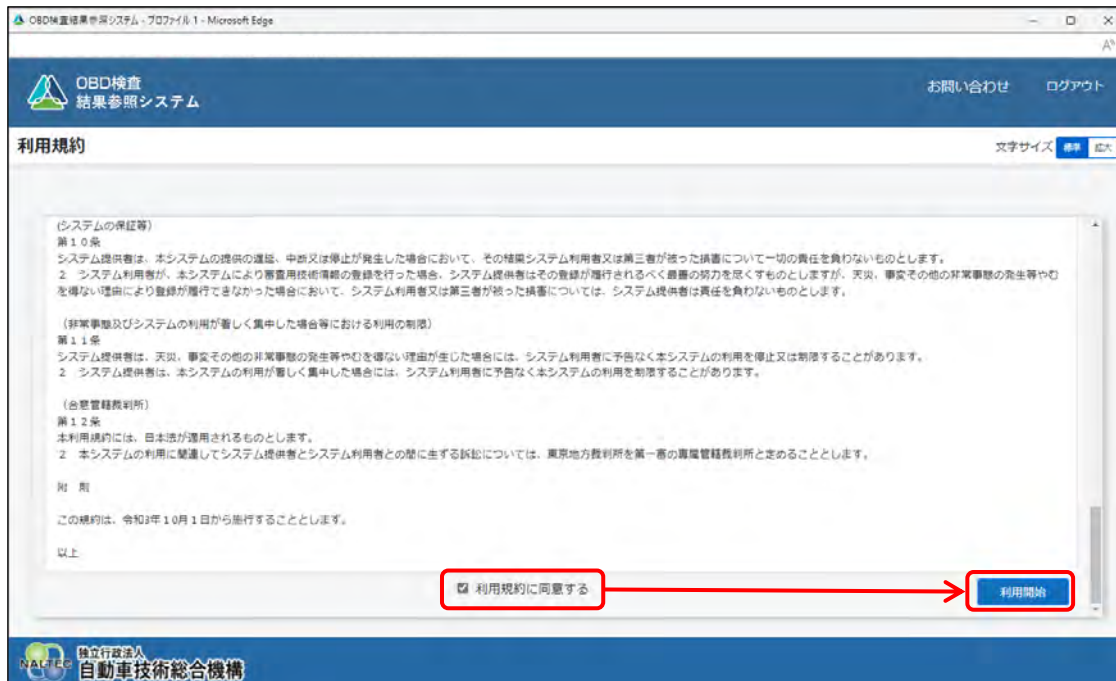 OBD検査結果参照システム - プロファイル 1 - Microsoft Edge
OBD検査
結果参照システム
お問い合わせ ログアウト
利用規約
文字サイズ 標準 拡大
(システムの保証等)
第10条
システム提供者は、本システムの提供の遅延、中断又は停止が発生した場合において、その結果システム利用者又は第三者が被った損害について一切の責任を負わないものとします。
2 システム利用者が、本システムにより審査用技術情報の登録を行った場合、システム提供者はその登録が履行されるべく最善の努力を尽くすものとしますが、天災、事変その他の非常事態の発生等やむ
を得ない理由により登録が履行できなかった場合において、システム利用者又は第三者が被った損害については、システム提供者は責任を負わないものとします。
(非常事態及びシステムの利用が著しく集中した場合等における利用の制限)
第11条
システム提供者は、天災、事変その他の非常事態の発生等やむを得ない理由が生じた場合には、システム利用者に予告なく本システムの利用を停止又は制限することがあります。
2 システム提供者は、本システムの利用が著しく集中した場合には、システム利用者に予告なく本システムの利用を制限することがあります。
(合意管轄裁判所)
第12条
本利用規約には、日本法が適用されるものとします。
2 本システムの利用に関連してシステム提供者とシステム利用者との間に生ずる訴訟については、東京地方裁判所を第一審の専属管轄裁判所と定めることとします。
附 則
この規約は、令和3年10月1日から施行することとします。
以上
利用規約に同意する
利用開始
NALTEC
独立行政法人
自動車技術総合機構